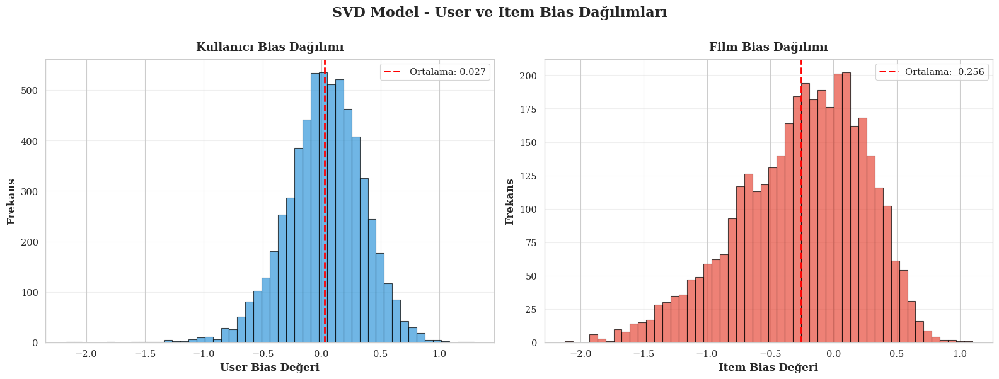 SVD Model - User ve Item Bias Dağılımları
Kullanıcı Bias Dağılımı
Ortalama: 0.027
Frekans
500
400
300
200
100
0
−2.0 −1.5 −1.0 −0.5 0.0 0.5 1.0
User Bias Değeri
Film Bias Dağılımı
Ortalama: -0.256
Frekans
200
175
150
125
100
75
50
25
0
−2.0 −1.5 −1.0 −0.5 0.0 0.5 1.0
Item Bias Değeri